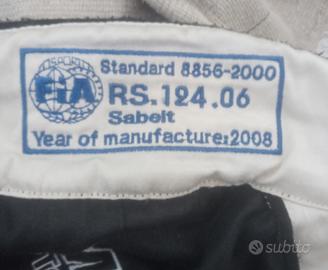 Standard 8856-2000
FIA
RS.124.06
Sabelt
Year of manufacture:2008
subito